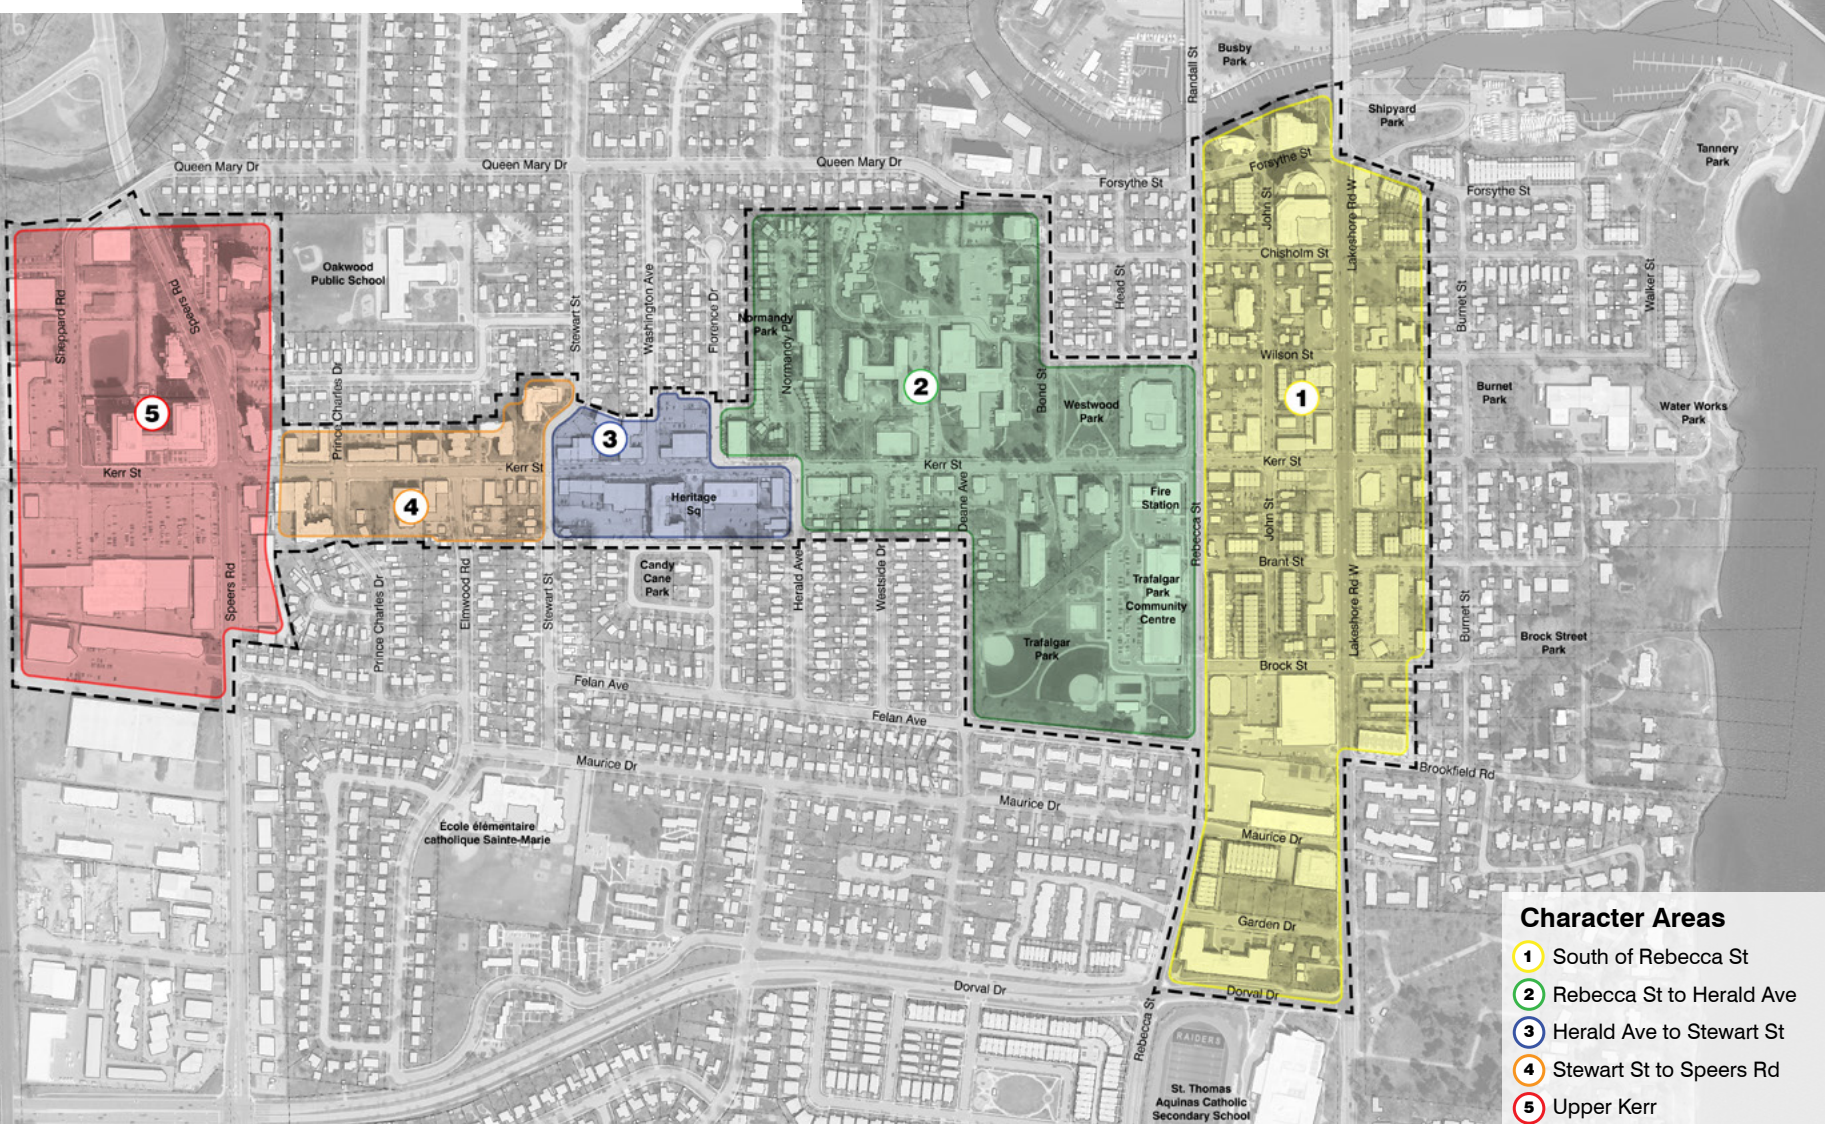 Busby
Park
Randall St
Shipyard
Park
Tannery
Park
Queen Mary Dr
Queen Mary Dr
Queen Mary Dr
Forsythe St
Forsythe St
Forsythe St
John St
Lakeshore Rd W
Chisholm St
Oakwood
Public School
Speers Rd
Sheppard Rd
Stewart St
Washington Ave
Florence Dr
Normandy
Park
Normandy Pl
Head St
Burnet St
Walker St
Wilson St
Prince Charles Dr
Bond St
Westwood
Park
Burnet
Park
Water Works
Park
5
2
1
3
4
Kerr St
Kerr St
Kerr St
Kerr St
Heritage
Sq
Deane Ave
Fire
Station
Rebecca St
John St
Brant St
Speers Rd
Prince Charles Dr
Elmwood Rd
Stewart St
Candy
Cane
Park
Herald Ave
Westside Dr
Trafalgar
Park
Community
Centre
Trafalgar
Park
Lakeshore Rd W
Burnet St
Brock Street
Park
Brock St
Felan Ave
Felan Ave
Maurice Dr
Maurice Dr
Brookfield Rd
Maurice Dr
École élémentaire
catholique Sainte-Marie
Garden Dr
Dorval Dr
Dorval Dr
Rebecca St
RAIDERS
St. Thomas
Aquinas Catholic
Secondary School
Character Areas
1 South of Rebecca St
2 Rebecca St to Herald Ave
3 Herald Ave to Stewart St
4 Stewart St to Speers Rd
5 Upper Kerr